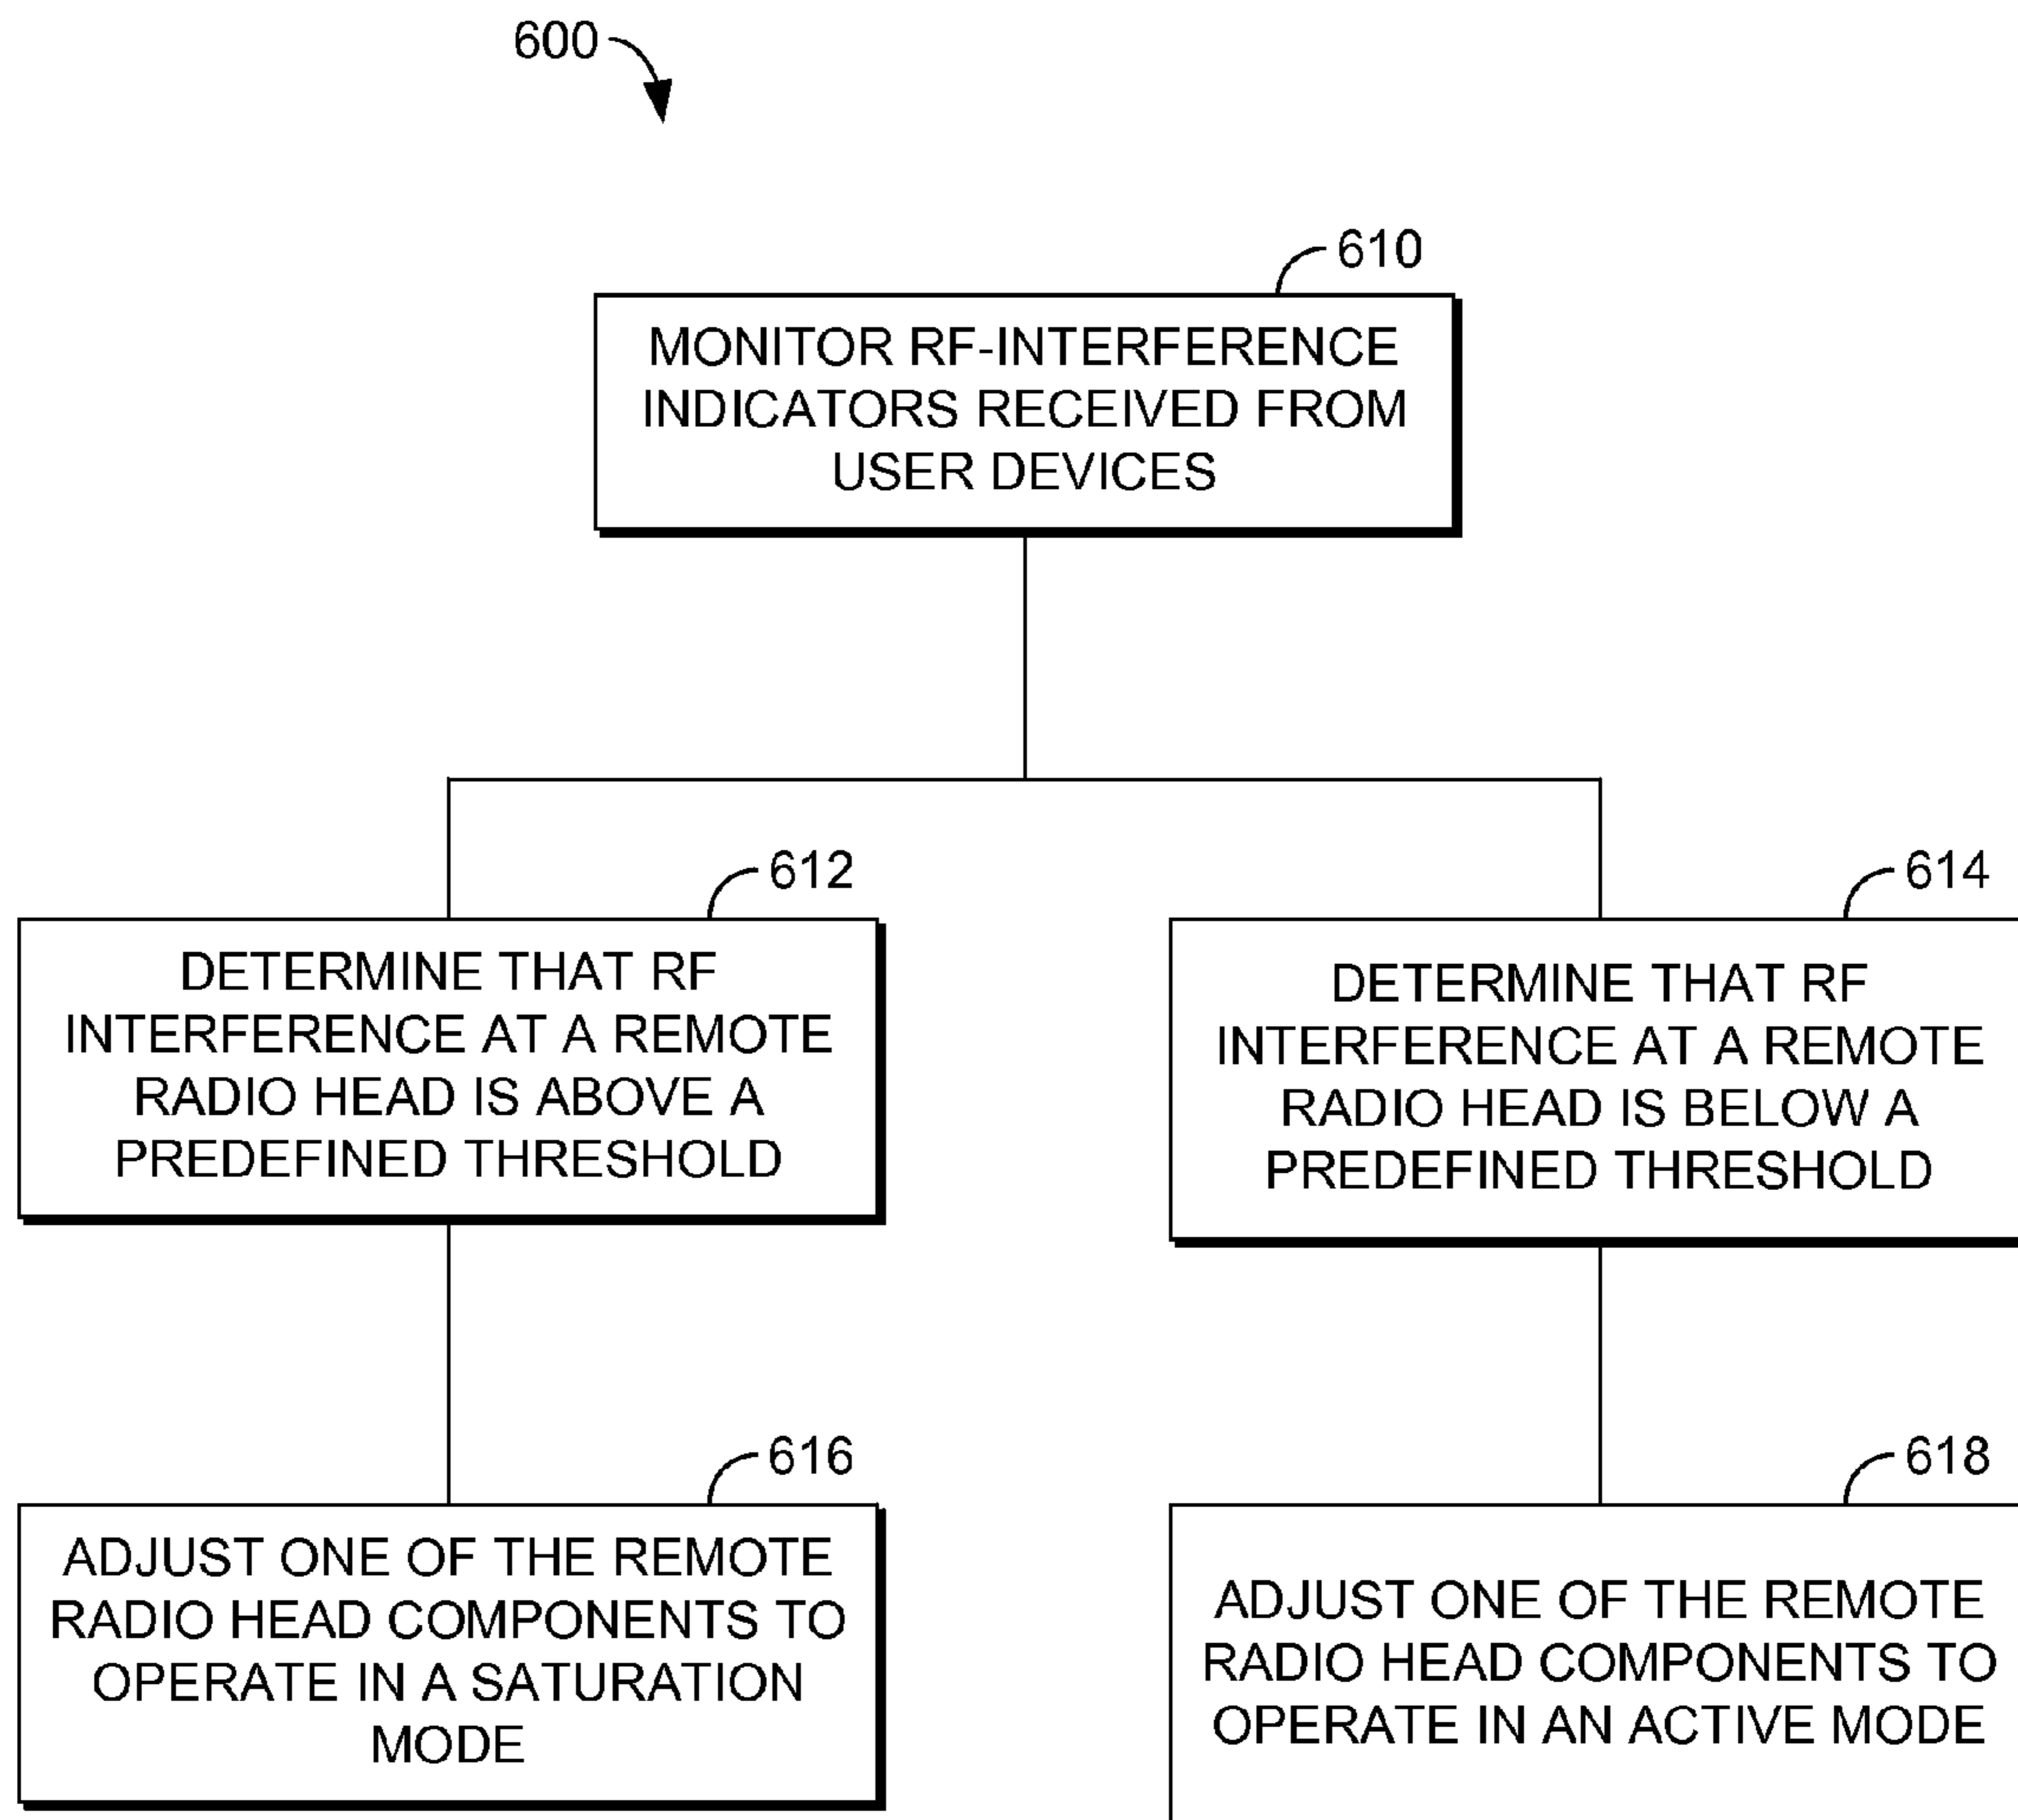 600
610
MONITOR RF-INTERFERENCE
INDICATORS RECEIVED FROM
USER DEVICES
612
DETERMINE THAT RF
INTERFERENCE AT A REMOTE
RADIO HEAD IS ABOVE A
PREDEFINED THRESHOLD
614
DETERMINE THAT RF
INTERFERENCE AT A REMOTE
RADIO HEAD IS BELOW A
PREDEFINED THRESHOLD
616
ADJUST ONE OF THE REMOTE
RADIO HEAD COMPONENTS TO
OPERATE IN A SATURATION
MODE
618
ADJUST ONE OF THE REMOTE
RADIO HEAD COMPONENTS TO
OPERATE IN AN ACTIVE MODE